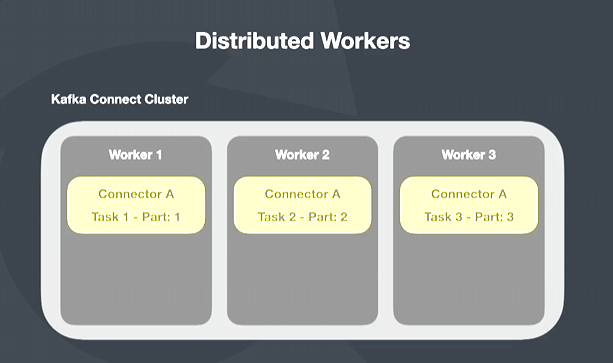 Distributed Workers
Kafka Connect Cluster
Worker 1
Connector A
Task 1 - Part: 1
Worker 2
Connector A
Task 2 - Part: 2
Worker 3
Connector A
Task 3 - Part: 3